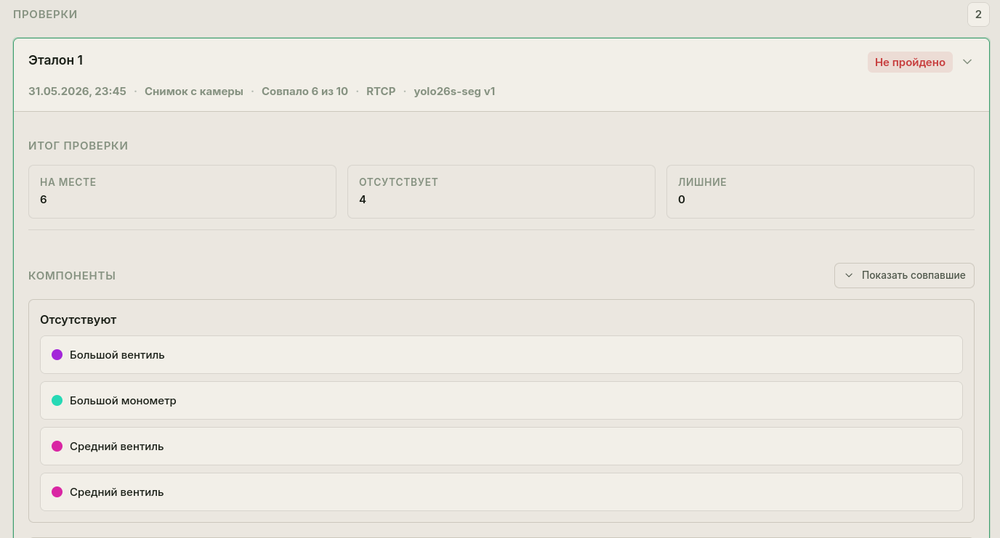 ПРОВЕРКИ
2
Эталон 1
Не пройдено
31.05.2026, 23:45 · Снимок с камеры · Совпало 6 из 10 · RTCP · yolo26s-seg v1
ИТОГ ПРОВЕРКИ
НА МЕСТЕ
6
ОТСУТСТВУЕТ
4
ЛИШНИЕ
0
КОМПОНЕНТЫ
Показать совпавшие
Отсутствуют
Большой вентиль
Большой монометр
Средний вентиль
Средний вентиль